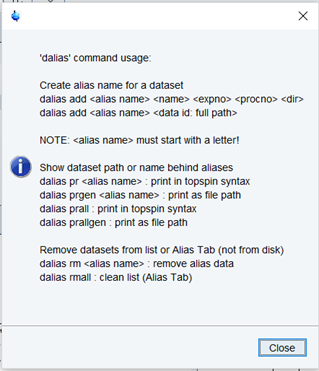 'dalias' command usage:
Create alias name for a dataset
dalias add <alias name> <name> <expno> <procno> <dir>
dalias add <alias name> <data id: full path>
NOTE: <alias name> must start with a letter!
Show dataset path or name behind aliases
dalias pr <alias name> : print in topspin syntax
dalias prgen <alias name> : print as file path
dalias prall : print in topspin syntax
dalias prallgen : print as file path
Remove datasets from list or Alias Tab (not from disk)
dalias rm <alias name> : remove alias data
dalias rmall : clean list (Alias Tab)
Close